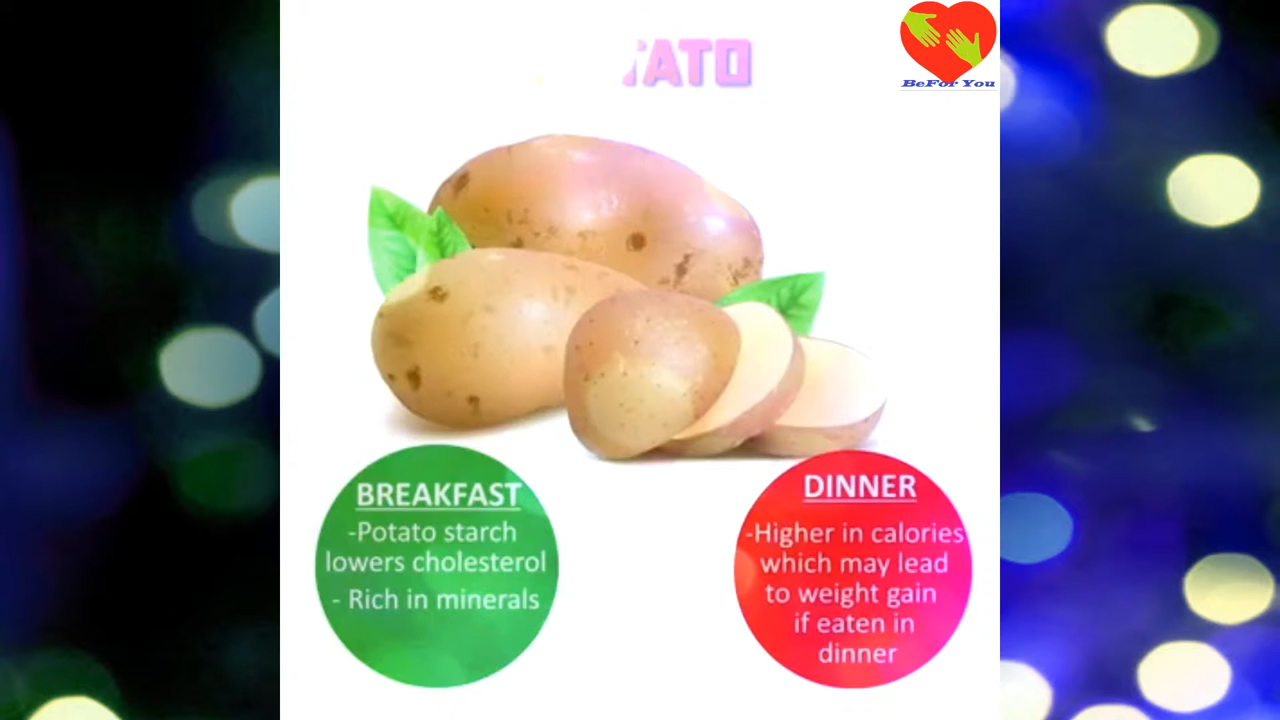 TATO
BeFor You
BREAKFAST
-Potato starch
lowers cholesterol
- Rich in minerals
DINNER
-Higher in calories
which may lead
to weight gain
if eaten in
dinner